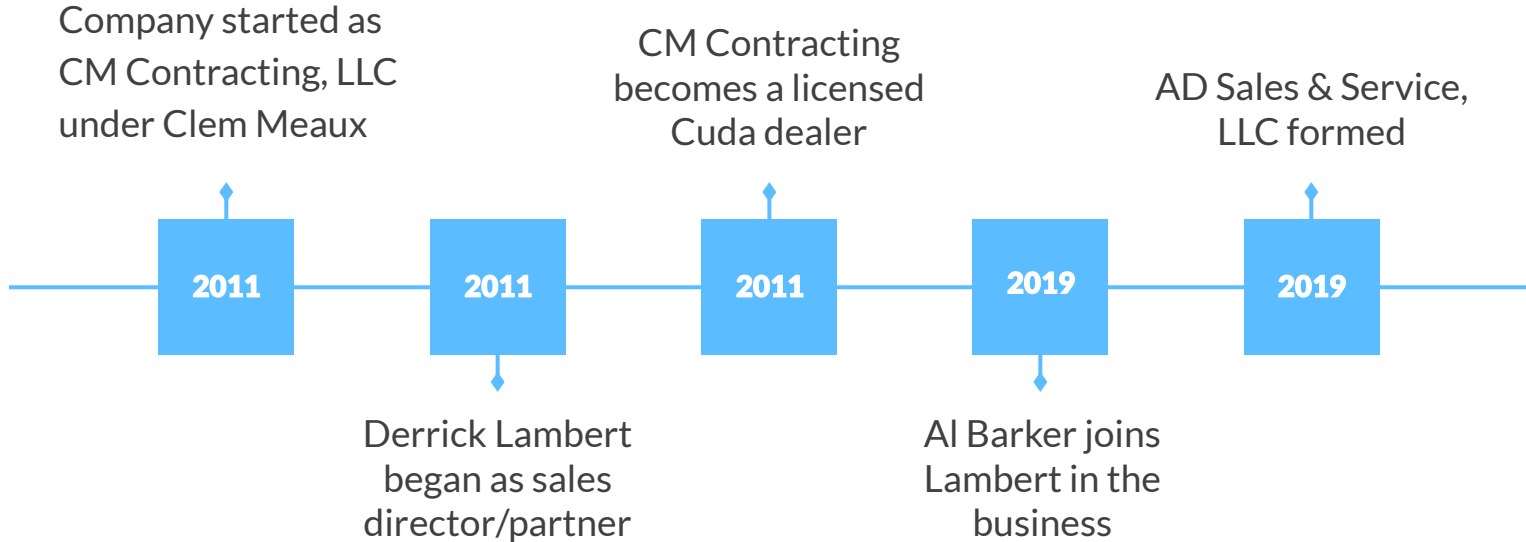 Company started as
CM Contracting, LLC
under Clem Meaux
2011
2011
Derrick Lambert
began as sales
director/partner
CM Contracting
becomes a licensed
Cuda dealer
2011
2019
Al Barker joins
Lambert in the
business
AD Sales & Service,
LLC formed
2019